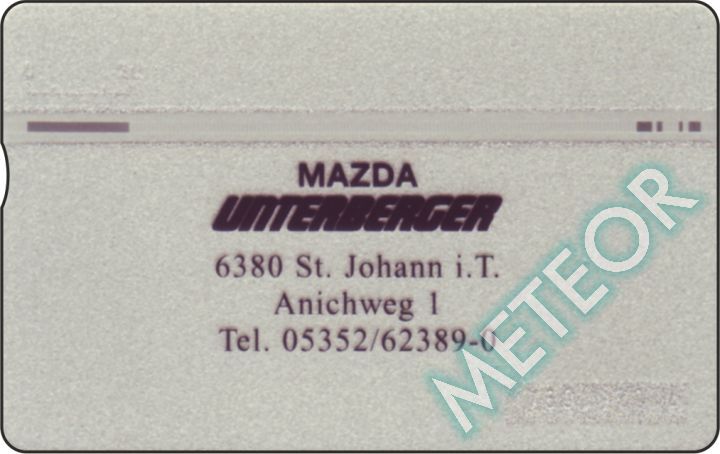 MAZDA
UNTERBERGER
6380 St. Johann i.T.
Anichweg 1
Tel. 05352/62389-0
METEOR